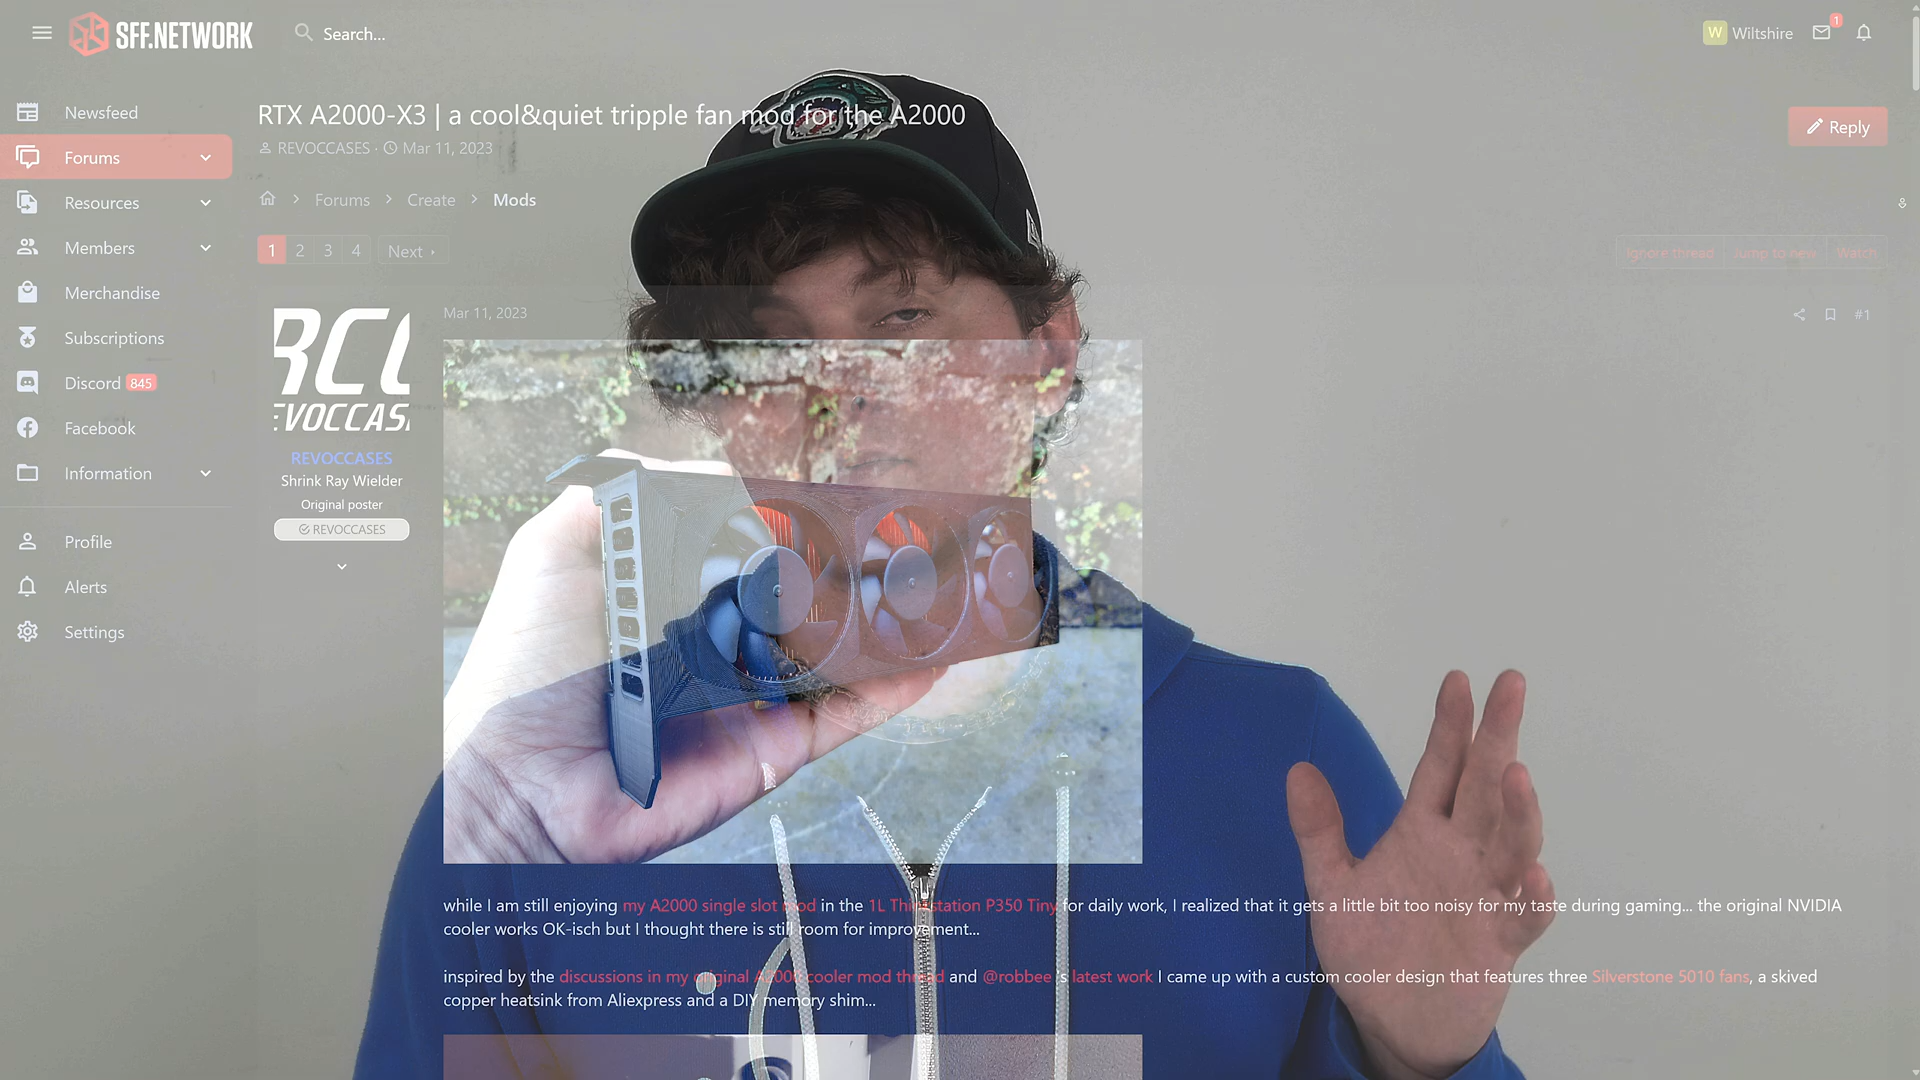 SFF.NETWORK
Search...
W Wiltshire
1
Newsfeed
Forums
Resources
Members
Merchandise
Subscriptions
Discord 845
Facebook
Information
Profile
Alerts
Settings
RTX A2000-X3 | a cool&quiet tripple fan mod for the A2000
REVOCCASES · Mar 11, 2023
Reply
Forums > Create > Mods
1 2 3 4 Next
Ignore thread Jump to new Watch
Mar 11, 2023
#1
REVOCCASES
Shrink Ray Wielder
Original poster
REVOCCASES
while I am still enjoying my A2000 single slot mod in the 1L Thinkstation P350 Tiny for daily work, I realized that it gets a little bit too noisy for my taste during gaming... the original NVIDIA
cooler works OK-isch but I thought there is still room for improvement...
inspired by the discussions in my original A2000 cooler mod thread and @robbee 's latest work I came up with a custom cooler design that features three Silverstone 5010 fans, a skived
copper heatsink from Aliexpress and a DIY memory shim...